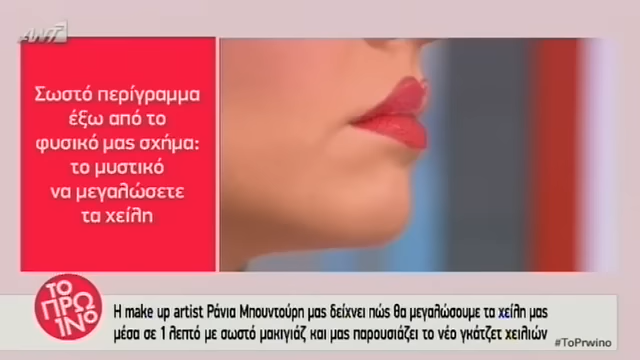 ΑΝΤ1
Σωστό περίγραμμα
έξω από το
φυσικό μας σχήμα:
το μυστικό
να μεγαλώσετε
τα χείλη
ΤΟ
ΠΡΩ
ΙΝΟ
Η make up artist Ράνια Μπουντούρη μας δείχνει πώς θα μεγαλώσουμε τα χείλη μας
μέσα σε 1 λεπτό με σωστό μακιγιάζ και μας παρουσιάζει το νέο γκάτζετ χειλιών
#ToPrwino